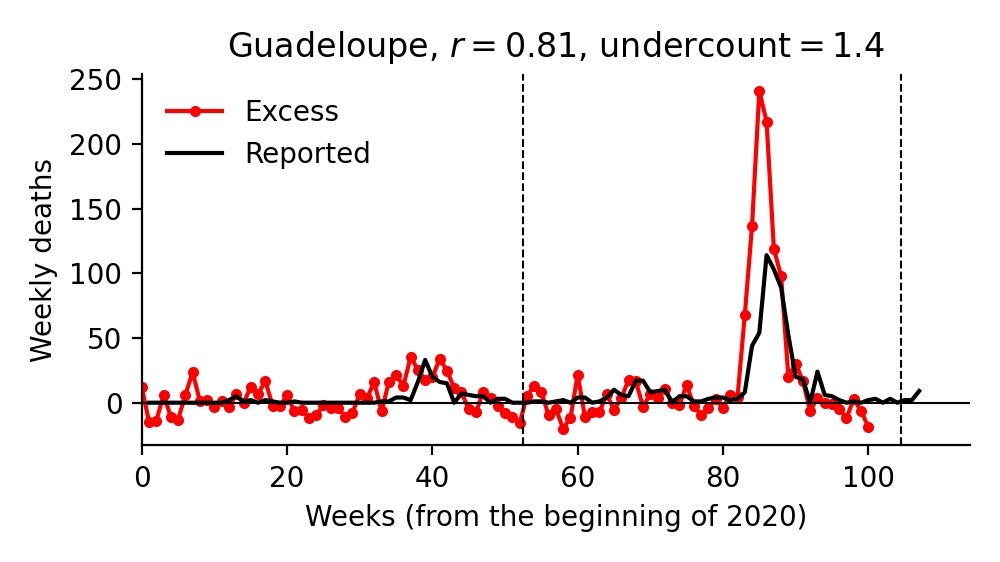 Guadeloupe, r = 0.81, undercount = 1.4
Excess
Reported
Weekly deaths
250
200
150
100
50
0
0 20 40 60 80 100
Weeks (from the beginning of 2020)